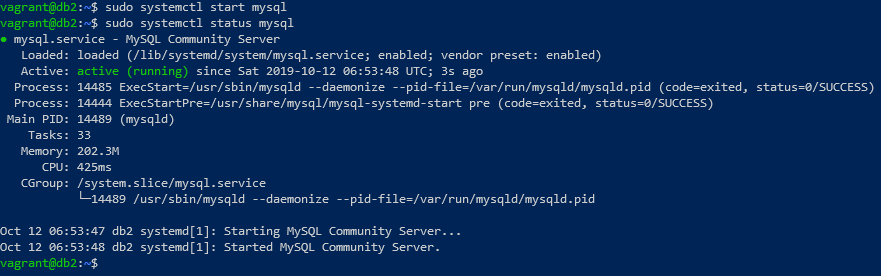 vagrant@db2:~$ sudo systemctl start mysql
vagrant@db2:~$ sudo systemctl status mysql
● mysql.service - MySQL Community Server
   Loaded: loaded (/lib/systemd/system/mysql.service; enabled; vendor preset: enabled)
   Active: active (running) since Sat 2019-10-12 06:53:48 UTC; 3s ago
  Process: 14485 ExecStart=/usr/sbin/mysqld --daemonize --pid-file=/var/run/mysqld/mysqld.pid (code=exited, status=0/SUCCESS)
  Process: 14444 ExecStartPre=/usr/share/mysql/mysql-systemd-start pre (code=exited, status=0/SUCCESS)
 Main PID: 14489 (mysqld)
    Tasks: 33
   Memory: 202.3M
      CPU: 425ms
   CGroup: /system.slice/mysql.service
           └─14489 /usr/sbin/mysqld --daemonize --pid-file=/var/run/mysqld/mysqld.pid

Oct 12 06:53:47 db2 systemd[1]: Starting MySQL Community Server...
Oct 12 06:53:48 db2 systemd[1]: Started MySQL Community Server.
vagrant@db2:~$